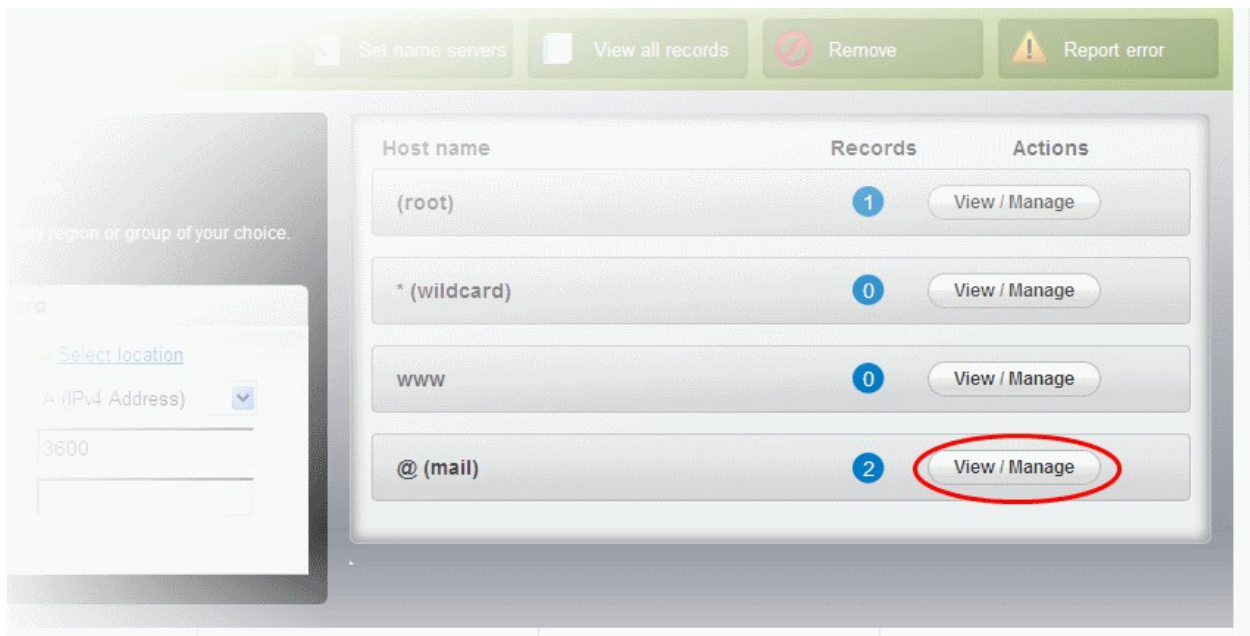 Set name servers View all records Remove Report error
region or group of your choice.
Select location
A (IPv4 Address)
3600
Host name Records Actions
(root) 1 View / Manage
* (wildcard) 0 View / Manage
www 0 View / Manage
@ (mail) 2 View / Manage